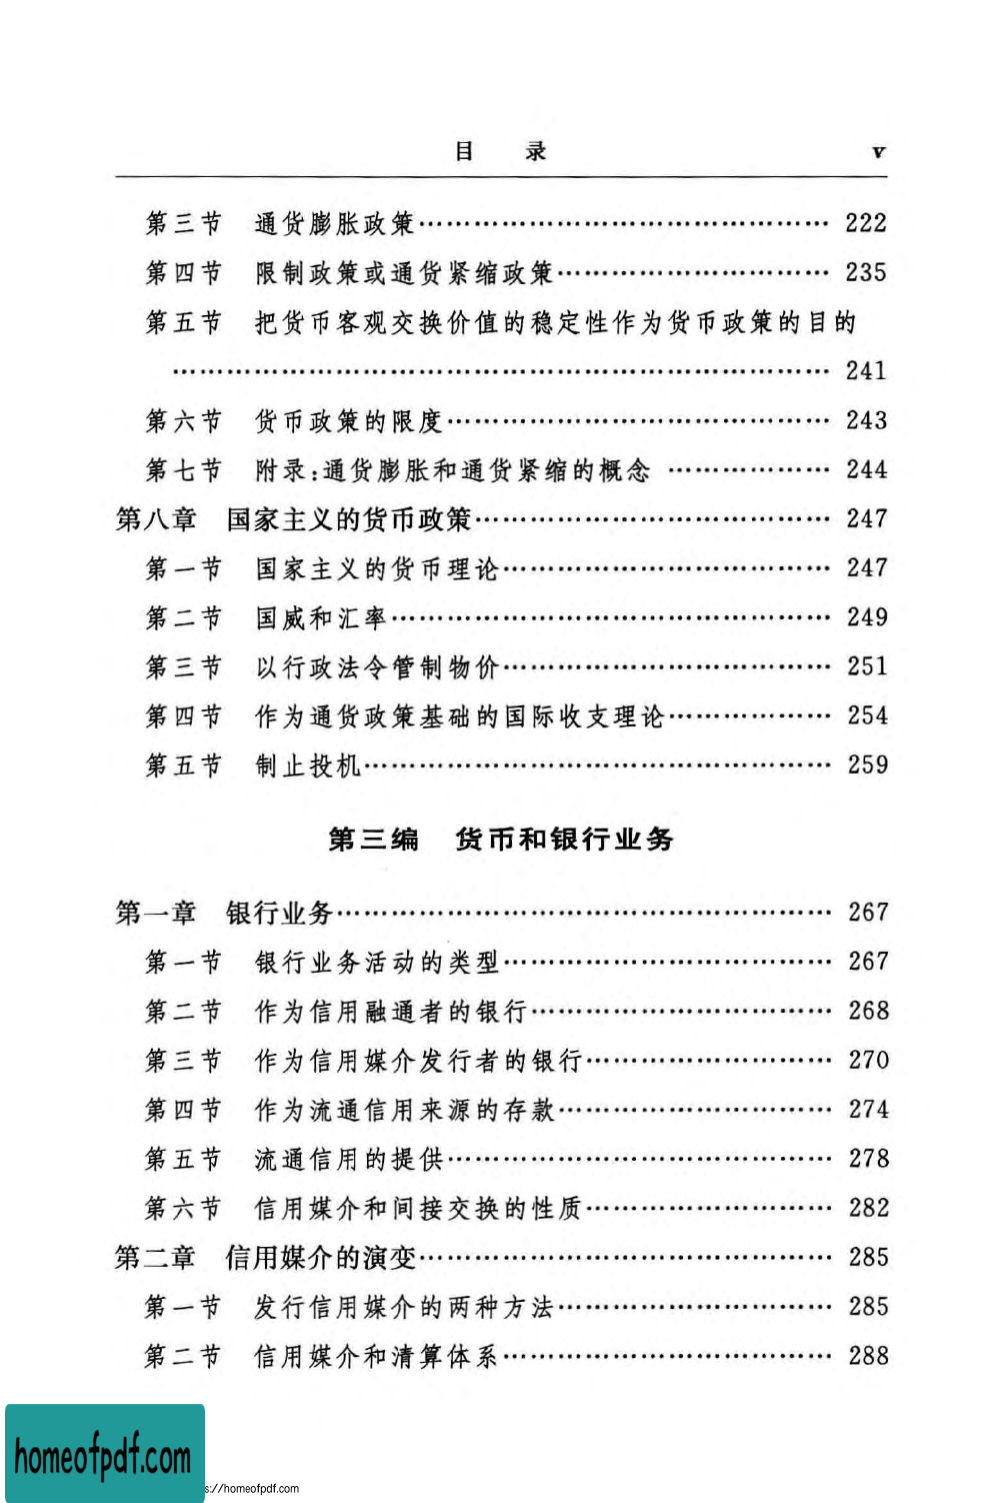 目 录 v
第三节 通货膨胀政策…………………………………………… 222
第四节 限制政策或通货紧缩政策…………………………… 235
第五节 把货币客观交换价值的稳定性作为货币政策的目的
……………………………………………………………………… 241
第六节 货币政策的限度………………………………………… 243
第七节 附录:通货膨胀和通货紧缩的概念 ………………… 244
第八章 国家主义的货币政策……………………………………… 247
第一节 国家主义的货币理论………………………………… 247
第二节 国威和汇率……………………………………………… 249
第三节 以行政法令管制物价………………………………… 251
第四节 作为通货政策基础的国际收支理论………………… 254
第五节 制止投机………………………………………………… 259
第三编 货币和银行业务
第一章 银行业务…………………………………………………… 267
第一节 银行业务活动的类型………………………………… 267
第二节 作为信用融通者的银行……………………………… 268
第三节 作为信用媒介发行者的银行………………………… 270
第四节 作为流通信用来源的存款…………………………… 274
第五节 流通信用的提供………………………………………… 278
第六节 信用媒介和间接交换的性质………………………… 282
第二章 信用媒介的演变…………………………………………… 285
第一节 发行信用媒介的两种方法…………………………… 285
第二节 信用媒介和清算体系………………………………… 288
homeofpdf.com
s://homeofpdf.com